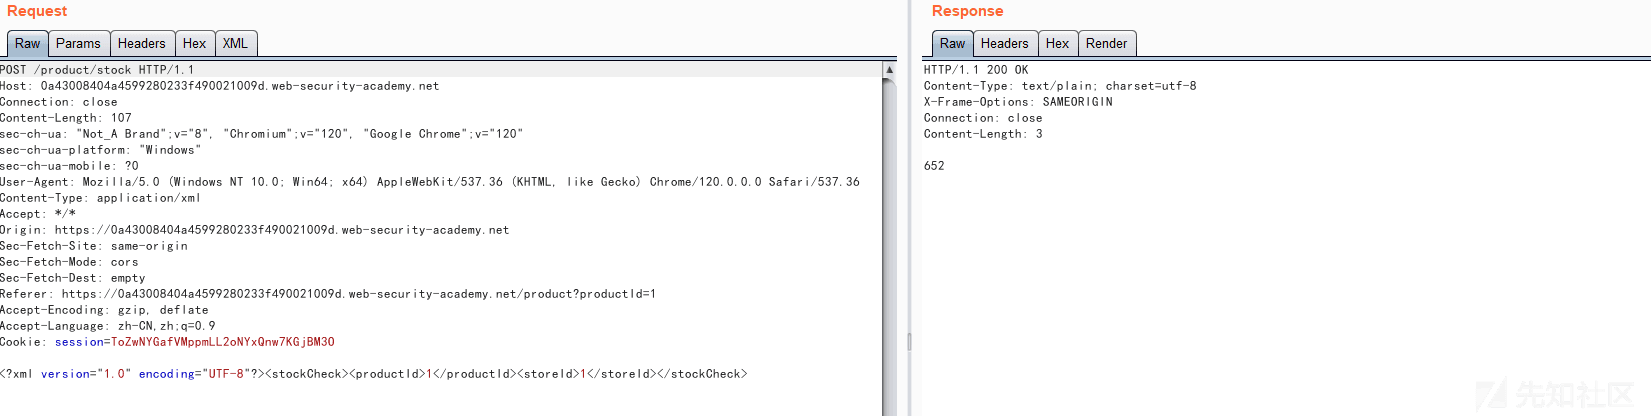 Request
Raw Params Headers Hex XML
POST /product/stock HTTP/1.1
Host: 0a43008404a4599280233f490021009d.web-security-academy.net
Connection: close
Content-Length: 107
sec-ch-ua: "Not_A Brand";v="8", "Chromium";v="120", "Google Chrome";v="120"
sec-ch-ua-platform: "Windows"
sec-ch-ua-mobile: ?0
User-Agent: Mozilla/5.0 (Windows NT 10.0; Win64; x64) AppleWebKit/537.36 (KHTML, like Gecko) Chrome/120.0.0.0 Safari/537.36
Content-Type: application/xml
Accept: */*
Origin: https://0a43008404a4599280233f490021009d.web-security-academy.net
Sec-Fetch-Site: same-origin
Sec-Fetch-Mode: cors
Sec-Fetch-Dest: empty
Referer: https://0a43008404a4599280233f490021009d.web-security-academy.net/product?productId=1
Accept-Encoding: gzip, deflate
Accept-Language: zh-CN,zh;q=0.9
Cookie: session=ToZwNYGafVMppmLL2oNYxQnw7KGjBM3O
<?xml version="1.0" encoding="UTF-8"?><stockCheck><productId>1</productId><storeId>1</storeId></stockCheck>
Response
Raw Headers Hex Render
HTTP/1.1 200 OK
Content-Type: text/plain; charset=utf-8
X-Frame-Options: SAMEORIGIN
Connection: close
Content-Length: 3
652
先知社区